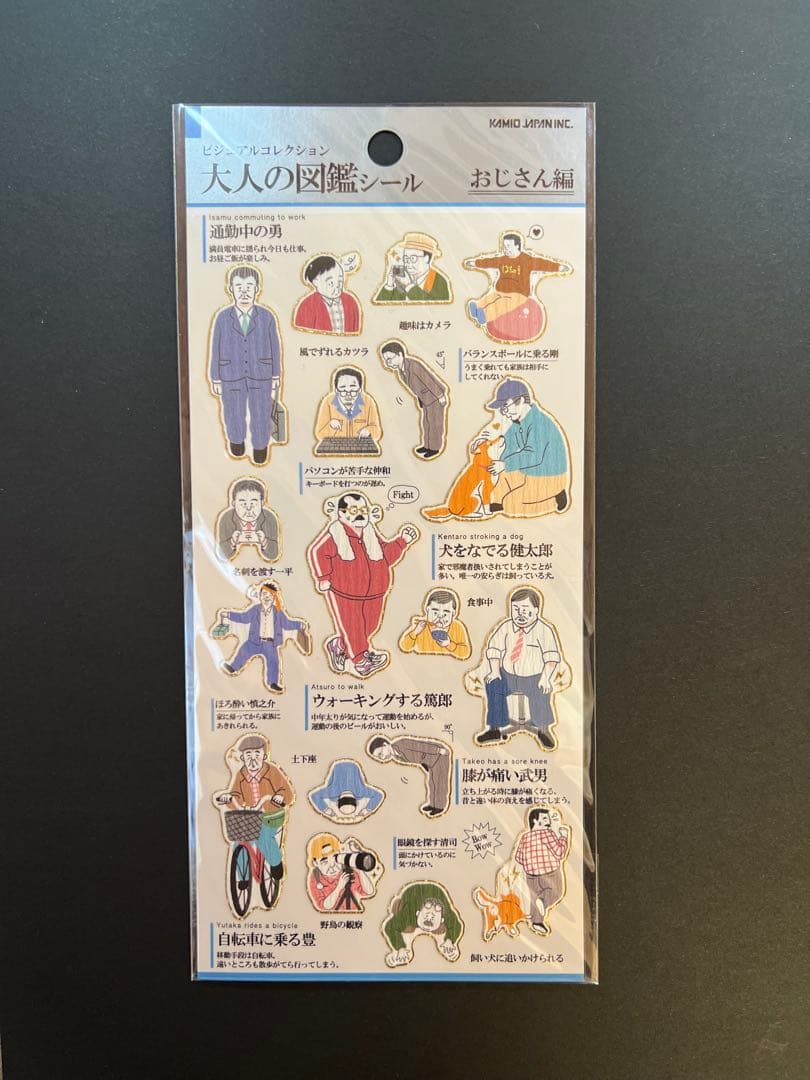 KAMIO JAPAN INC.
ビジュアルコレクション
大人の図鑑シール
おじさん編
Isamu commuting to work
通勤中の勇
満員電車に揺られ今日も仕事。
お昼ご飯が楽しみ。
風でずれるカツラ
趣味はカメラ
バランスボールに乗る剛
うまく乗れても家族は相手に
してくれない。
45°
パソコンが苦手な伸和
キーボードを打つのが遅め。
Fight
名刺を渡す一平
Kentaro stroking a dog
犬をなでる健太郎
家で邪魔者扱いされてしまうことが
多い。唯一の安らぎは飼っている犬。
食事中
ほろ酔い慎之介
家に帰ってから家族に
あきれられる。
Atsuro to walk
ウォーキングする篤郎
中年太りが気になって運動を始めるが、
運動の後のビールがおいしい。
土下座
90°
Takeo has a sore knee
膝が痛い武男
立ち上がる時に膝が痛くなる。
昔と違い体の衰えを感じてしまう。
眼鏡を探す清司
頭にかけているのに
気づかない。
Bow
Wow
Yutaka rides a bicycle
自転車に乗る豊
移動手段は自転車。
遠いところも散歩がてら行ってしまう。
野鳥の観察
飼い犬に追いかけられる